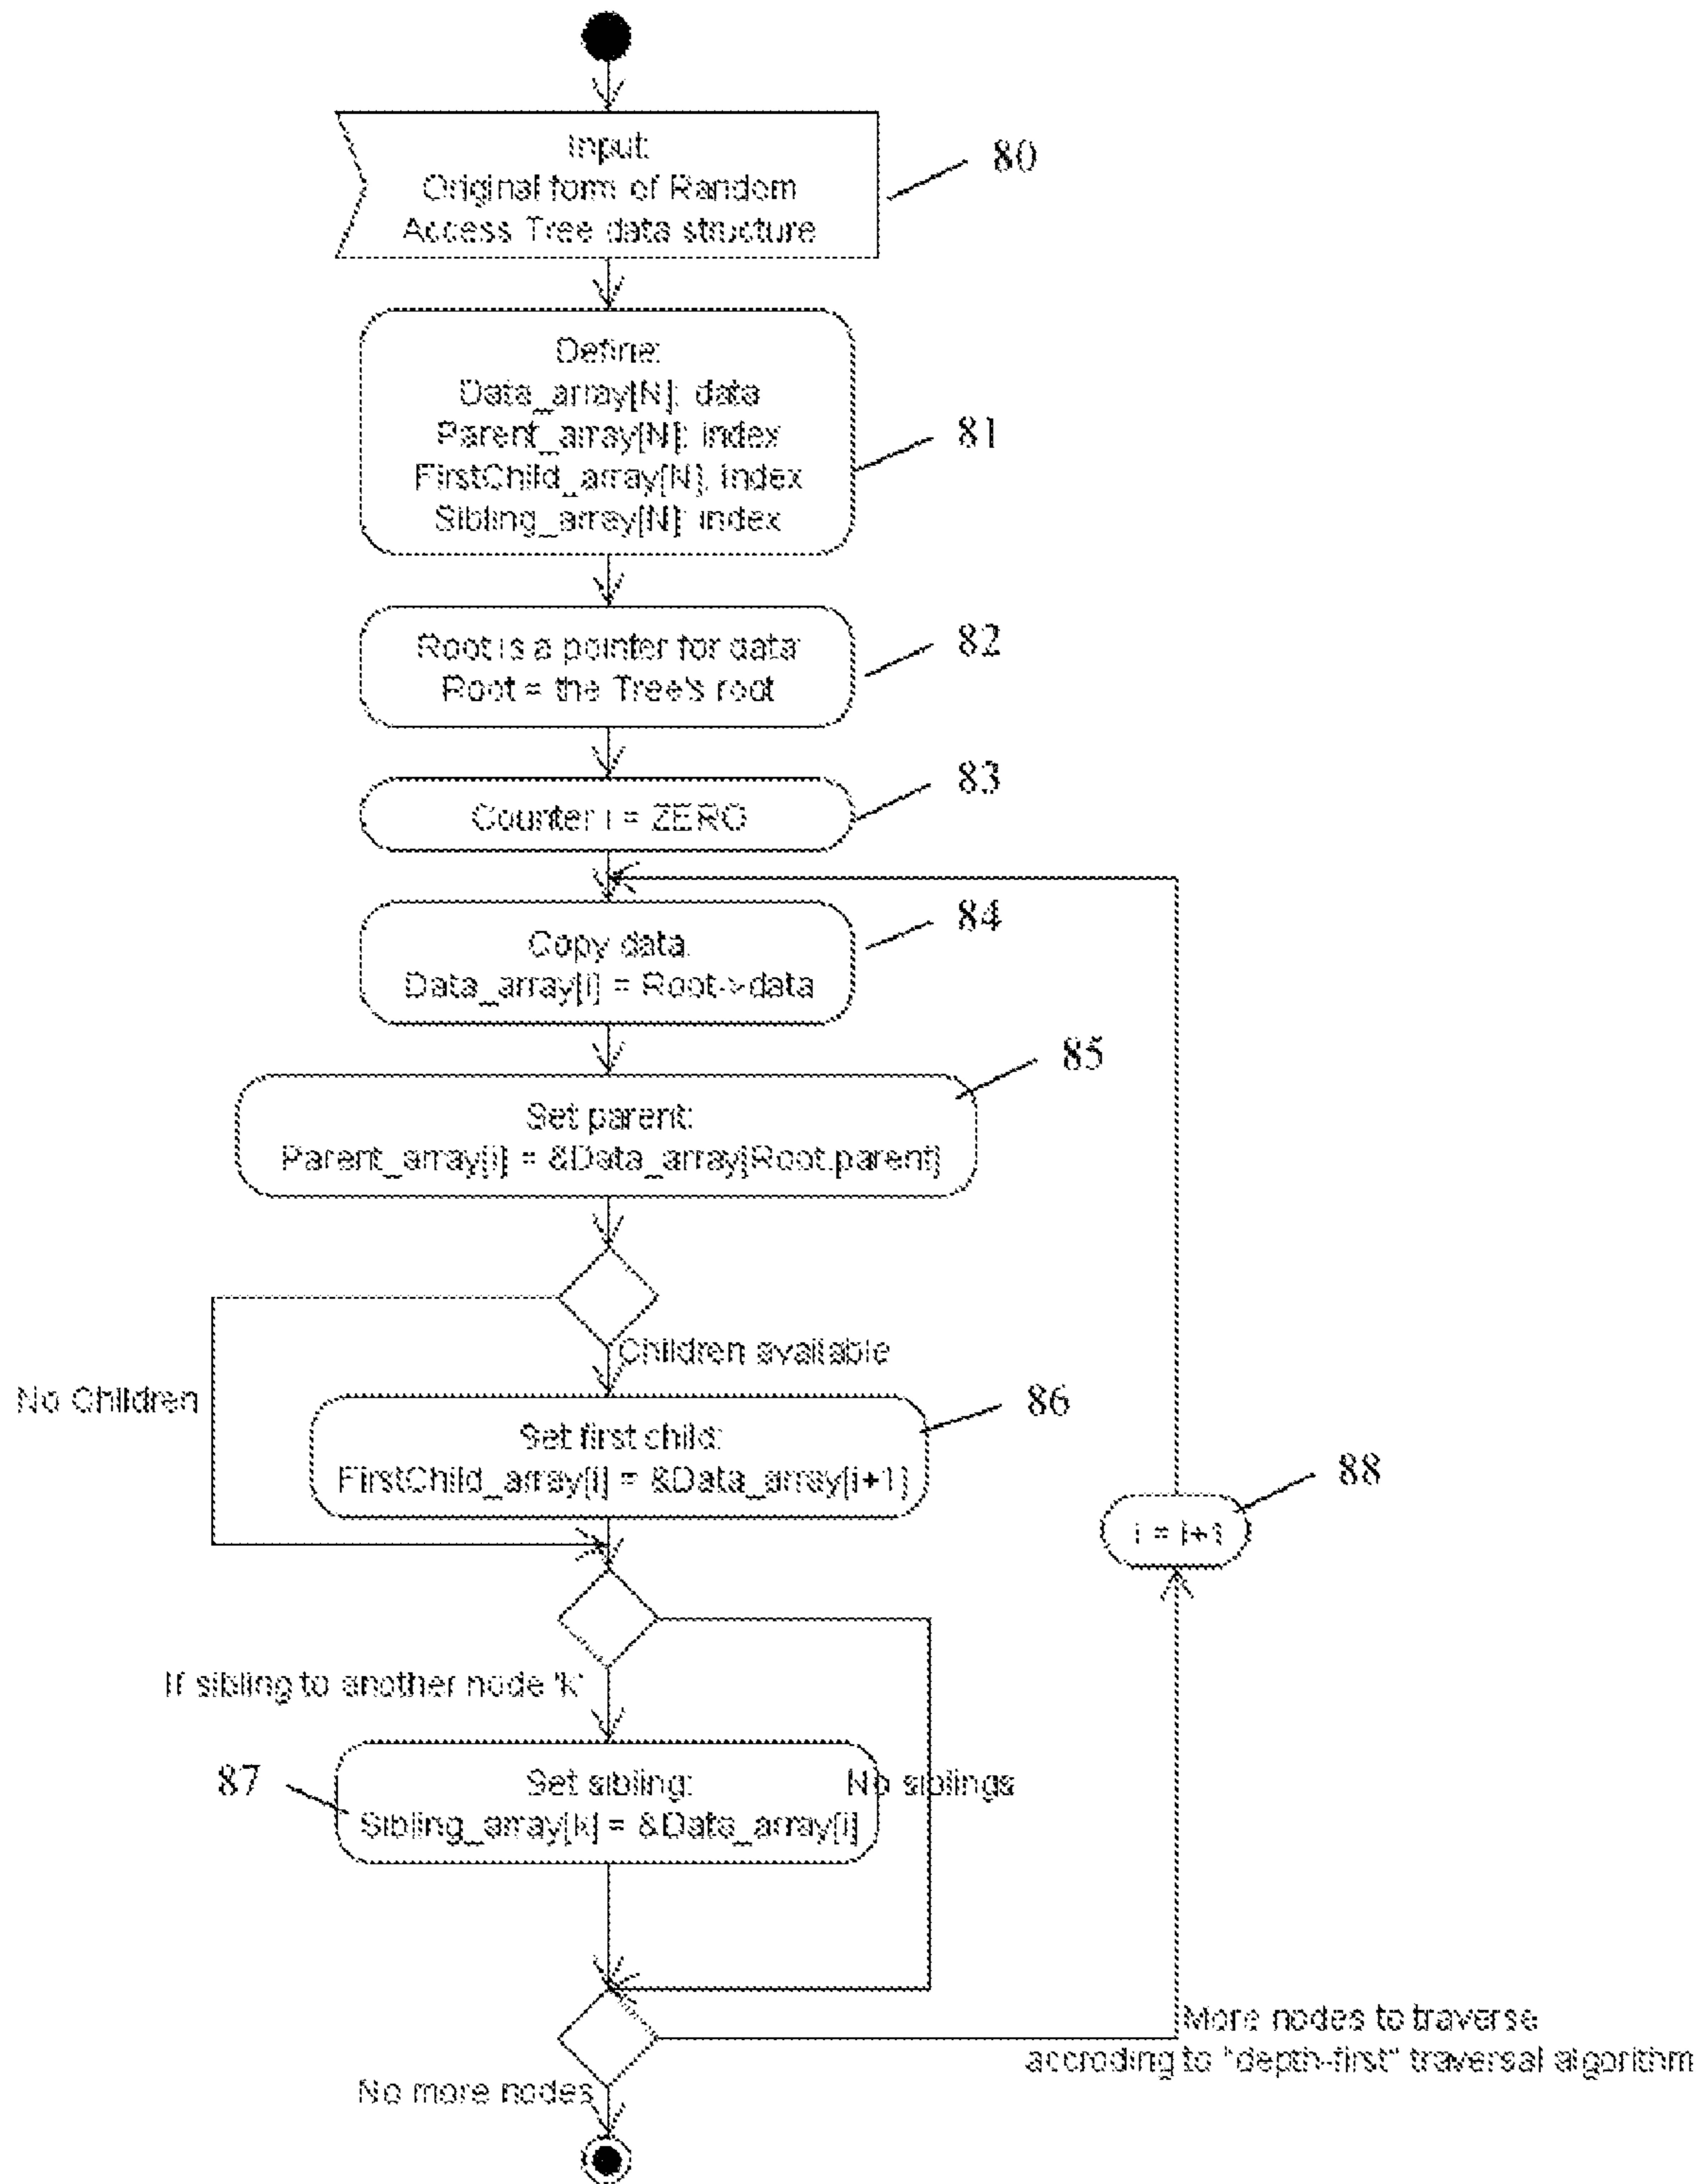 Input:
Original form of Random
Access Tree data structure
80
Define:
Data_array[N]: data
Parent_array[N]: index
FirstChild_array[N]: index
Sibling_array[N]: index
81
Root is a pointer for data
Root = the Tree's root
82
Counter i = ZERO
83
Copy data:
Data_array[i] = Root->data
84
Set parent:
Parent_array[i] = &Data_array[Root.parent]
85
Children available
No Children
Set first child:
FirstChild_array[i] = &Data_array[i+1]
86
i = i+1
88
If sibling to another node 'k'
Set sibling:
Sibling_array[k] = &Data_array[i]
87
No siblings
More nodes to traverse
accroding to "depth-first" traversal algorithm
No more nodes